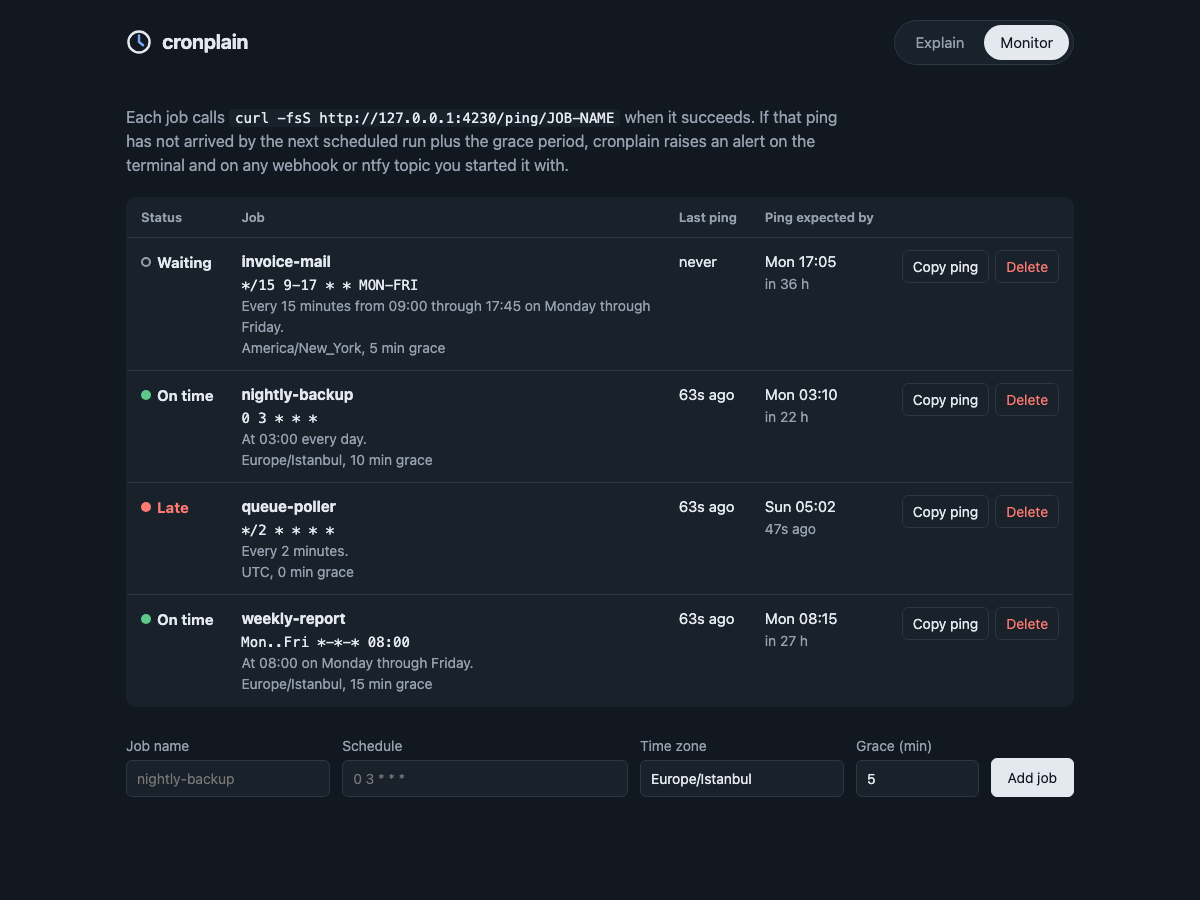 cronplain
Explain
Monitor
Each job calls curl -fsS http://127.0.0.1:4230/ping/JOB-NAME when it succeeds. If that ping
has not arrived by the next scheduled run plus the grace period, cronplain raises an alert on the
terminal and on any webhook or ntfy topic you started it with.
Status Job Last ping Ping expected by
Waiting invoice-mail never Mon 17:05 Copy ping Delete
*/15 9-17 * * MON-FRI in 36 h
Every 15 minutes from 09:00 through 17:45 on Monday through
Friday.
America/New_York, 5 min grace
On time nightly-backup 63s ago Mon 03:10 Copy ping Delete
0 3 * * * in 22 h
At 03:00 every day.
Europe/Istanbul, 10 min grace
Late queue-poller 63s ago Sun 05:02 Copy ping Delete
*/2 * * * * 47s ago
Every 2 minutes.
UTC, 0 min grace
On time weekly-report 63s ago Mon 08:15 Copy ping Delete
Mon..Fri *-*-* 08:00 in 27 h
At 08:00 on Monday through Friday.
Europe/Istanbul, 15 min grace
Job name Schedule Time zone Grace (min)
nightly-backup 0 3 * * * Europe/Istanbul 5 Add job